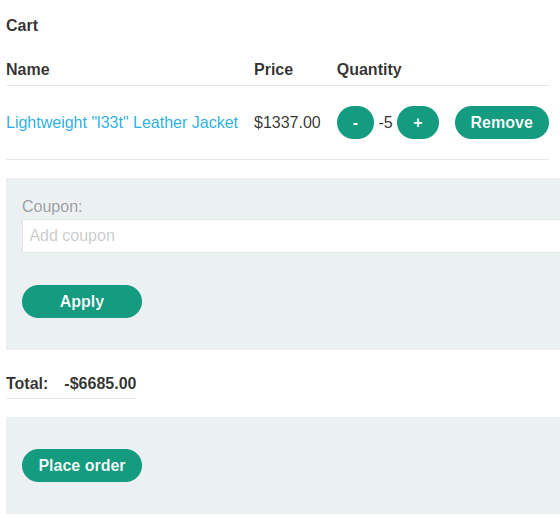 Cart
Name Price Quantity
Lightweight "l33t" Leather Jacket $1337.00 - -5 + Remove
Coupon:
Add coupon
Apply
Total: -$6685.00
Place order